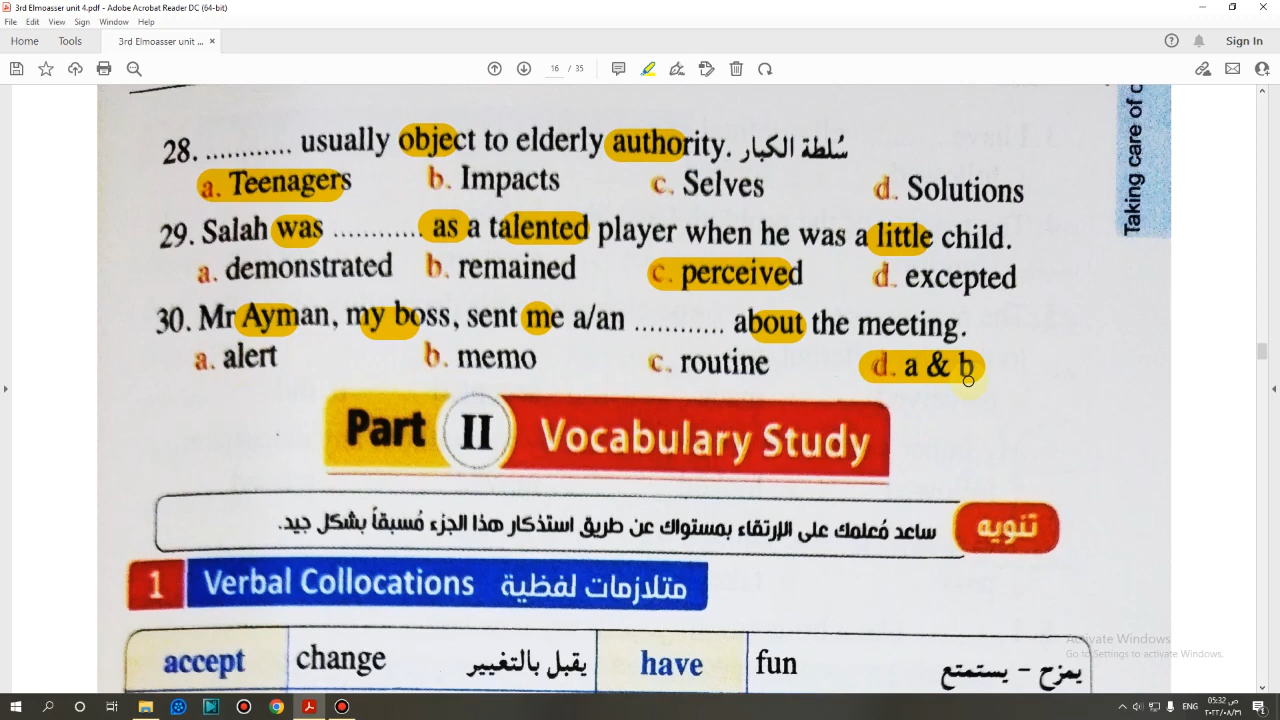 3rd Elmoasser unit 4.pdf - Adobe Acrobat Reader DC (64-bit)
File Edit View Sign Window Help
Home Tools 3rd Elmoasser unit ... × Sign In
16 / 35
28. ............ usually object to elderly authority. سُلطة الكبار
a. Teenagers b. Impacts c. Selves d. Solutions
29. Salah was ............ as a talented player when he was a little child.
a. demonstrated b. remained c. perceived d. excepted
30. Mr Ayman, my boss, sent me a/an ............ about the meeting.
a. alert b. memo c. routine d. a & b
Taking care of
Part II Vocabulary Study
تنويه
ساعد مُعلمك على الإرتقاء بمستواك عن طريق استذكار هذا الجزء مُسبقاً بشكل جيد.
1 Verbal Collocations متلازمات لفظية
accept change يقبل بالتغيير have fun يمزح – يستمتع
Activate Windows
Go to Settings to activate Windows.
ENG 05:32 ص
٢٠٢٢/٠٨/٣١